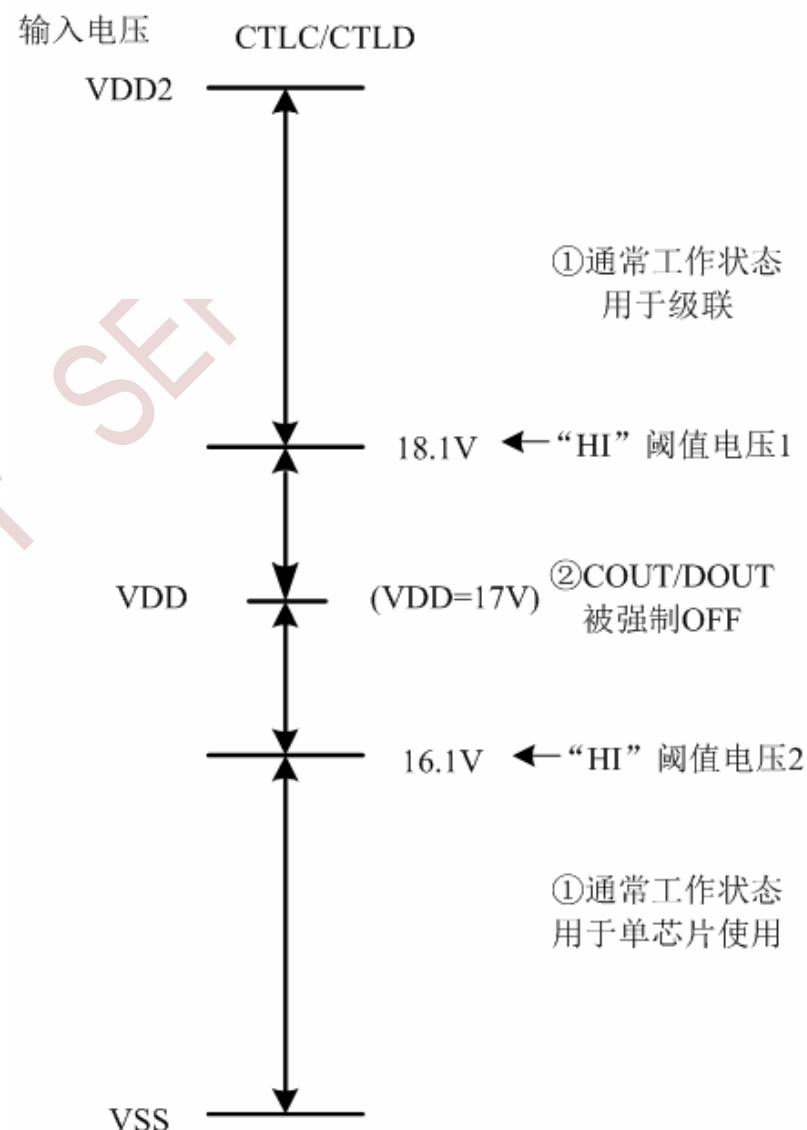 输入电压 CTLC/CTLD
VDD2
①通常工作状态
用于级联
18.1V “HI” 阈值电压1
VDD (VDD=17V) ②COUT/DOUT
被强制OFF
16.1V “HI” 阈值电压2
①通常工作状态
用于单芯片使用
VSS